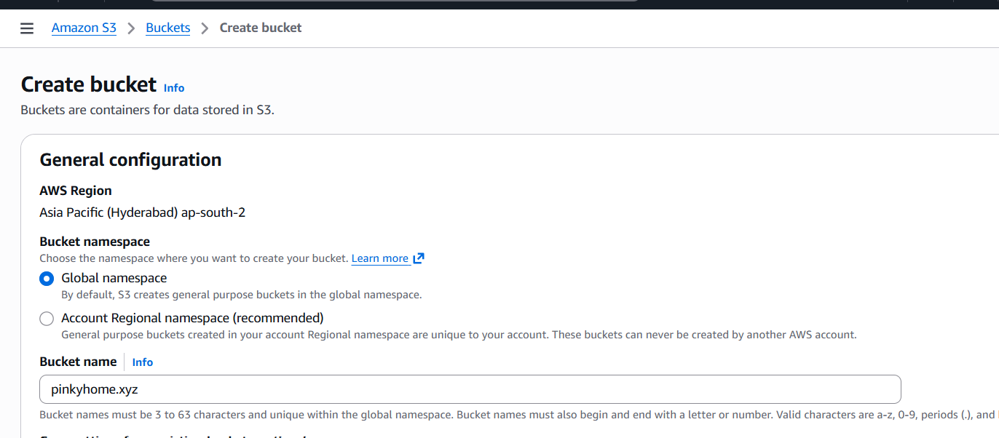 Amazon S3 > Buckets > Create bucket
Create bucket Info
Buckets are containers for data stored in S3.
General configuration
AWS Region
Asia Pacific (Hyderabad) ap-south-2
Bucket namespace
Choose the namespace where you want to create your bucket. Learn more
Global namespace
By default, S3 creates general purpose buckets in the global namespace.
Account Regional namespace (recommended)
General purpose buckets created in your account Regional namespace are unique to your account. These buckets can never be created by another AWS account.
Bucket name Info
pinkyhome.xyz
Bucket names must be 3 to 63 characters and unique within the global namespace. Bucket names must also begin and end with a letter or number. Valid characters are a-z, 0-9, periods (.), and